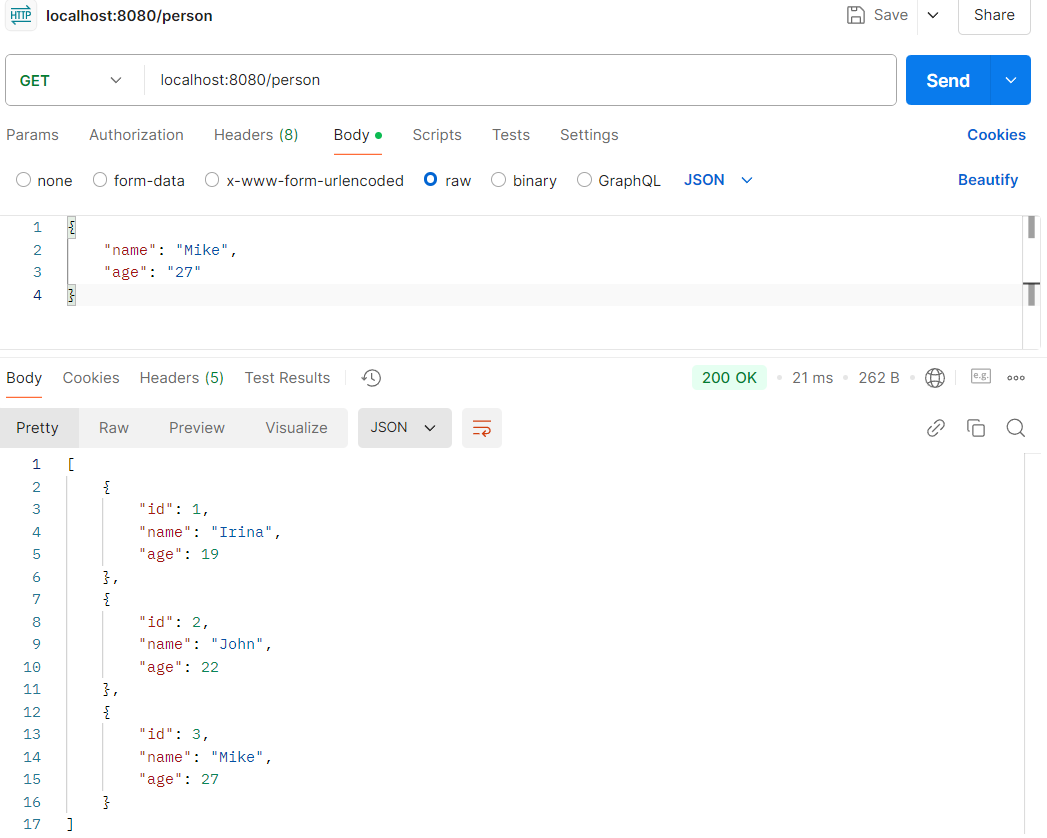 HTTP localhost:8080/person Save Share
GET localhost:8080/person Send
Params Authorization Headers (8) Body Scripts Tests Settings Cookies
none form-data x-www-form-urlencoded raw binary GraphQL JSON Beautify
1 {
2 "name": "Mike",
3 "age": "27"
4 }
Body Cookies Headers (5) Test Results 200 OK 21 ms 262 B e.g.
Pretty Raw Preview Visualize JSON
1 [
2 {
3 "id": 1,
4 "name": "Irina",
5 "age": 19
6 },
7 {
8 "id": 2,
9 "name": "John",
10 "age": 22
11 },
12 {
13 "id": 3,
14 "name": "Mike",
15 "age": 27
16 }
17 ]